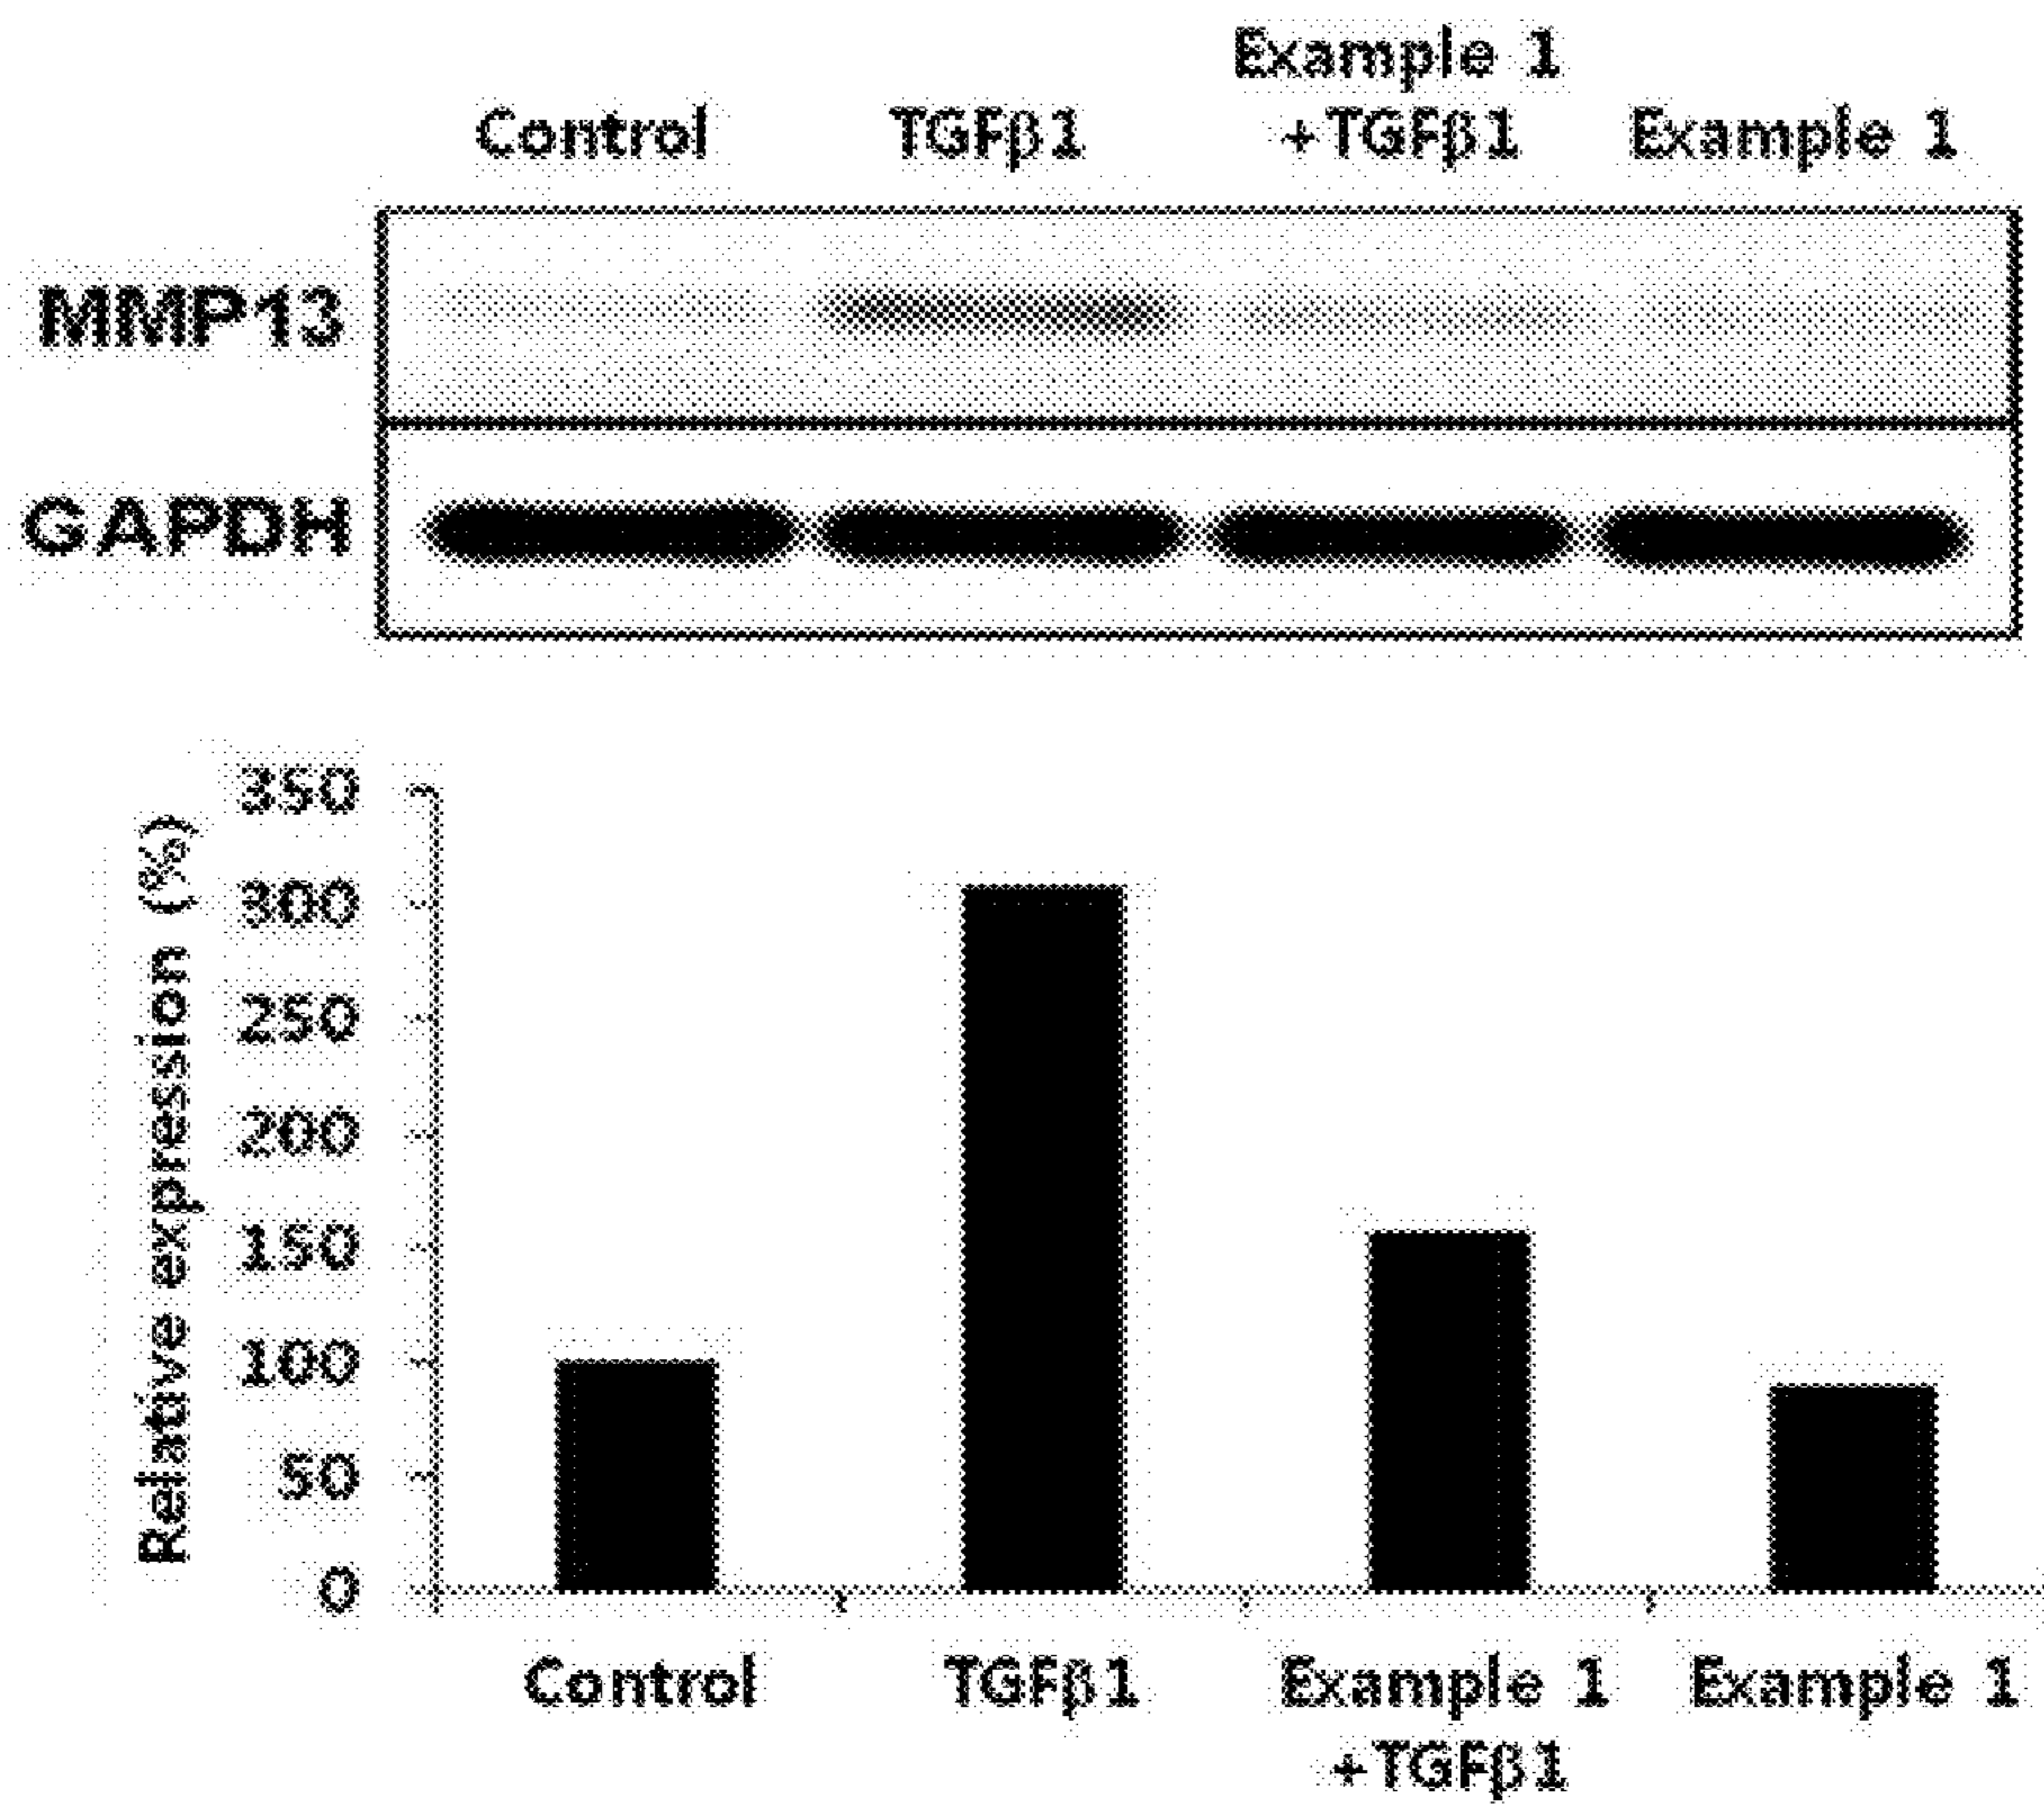 Example 1
Control TGFβ1 +TGFβ1 Example 1
MMP13
GAPDH
Relative expression (%)
350
300
250
200
150
100
50
0
Control TGFβ1 Example 1 Example 1
+TGFβ1